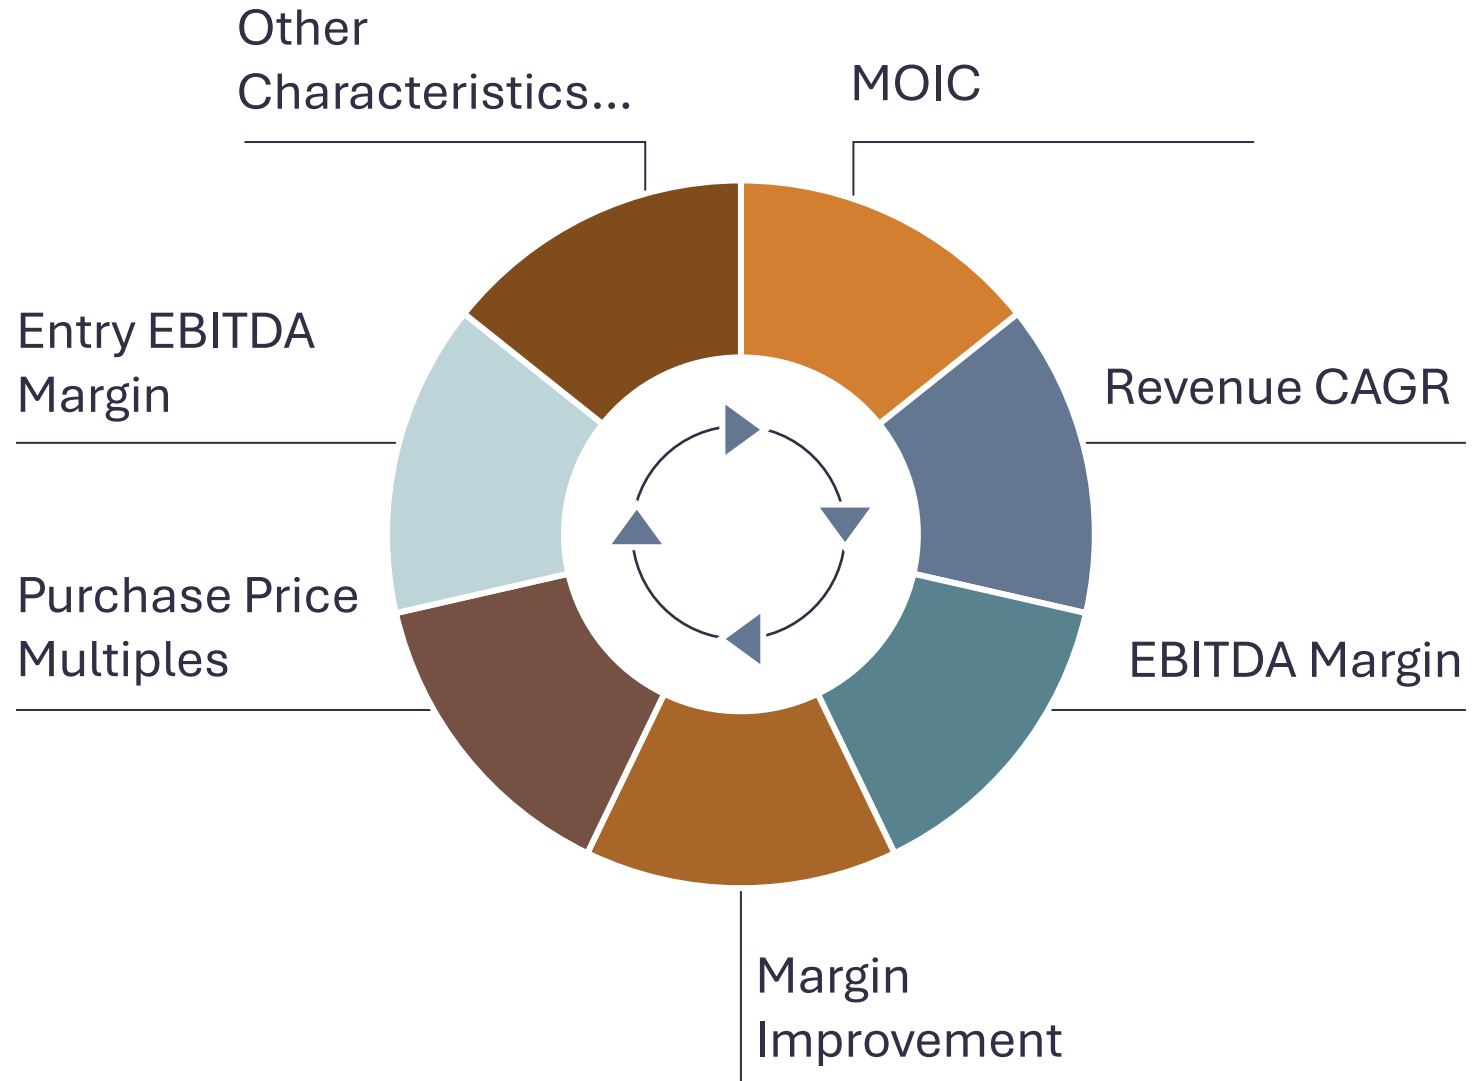 Other
Characteristics...
MOIC
Entry EBITDA
Margin
Revenue CAGR
Purchase Price
Multiples
EBITDA Margin
Margin
Improvement